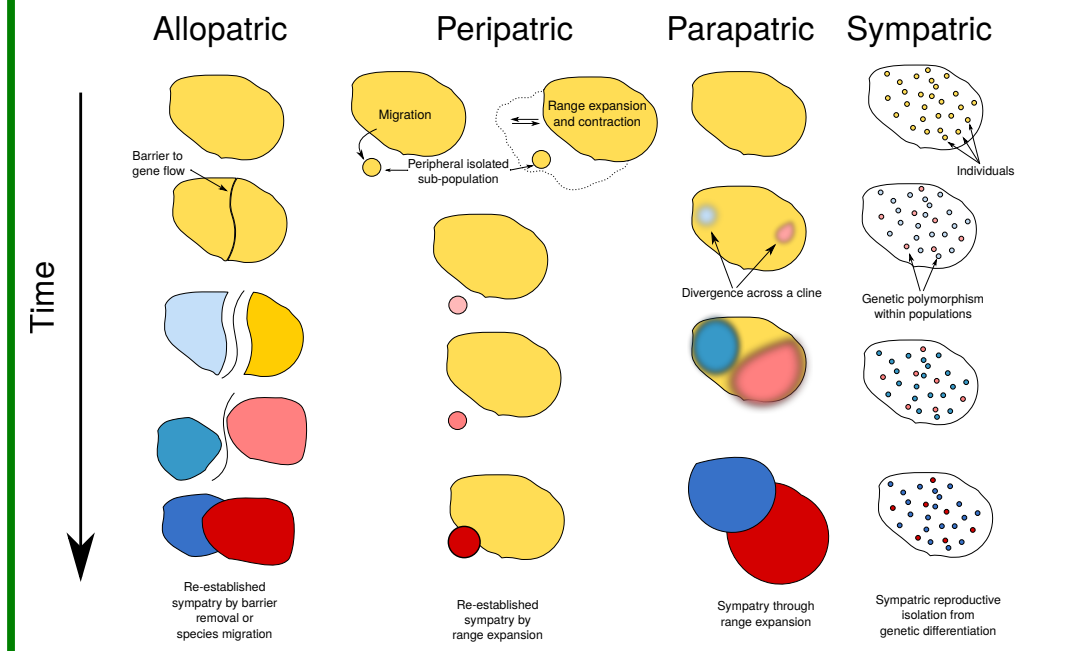 Allopatric
Peripatric
Parapatric
Sympatric
Time
Barrier to
gene flow
Migration
Range expansion
and contraction
Peripheral isolated
sub-population
Individuals
Divergence across a cline
Genetic polymorphism
within populations
Re-established
sympatry by barrier
removal or
species migration
Re-established
sympatry by
range expansion
Sympatry through
range expansion
Sympatric reproductive
isolation from
genetic differentiation